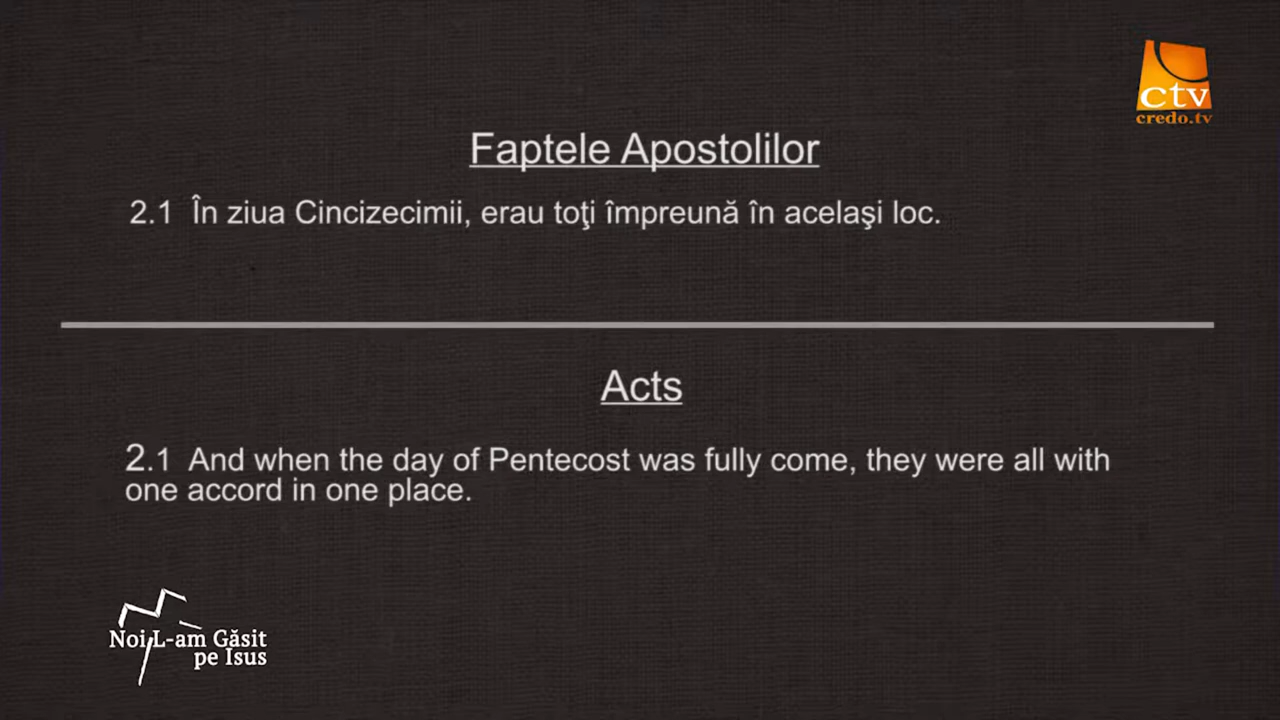 ctv
credo.tv
Faptele Apostolilor
2.1 În ziua Cincizecimii, erau toţi împreună în acelaşi loc.
Acts
2.1 And when the day of Pentecost was fully come, they were all with
one accord in one place.
Noi L-am Găsit
pe Isus